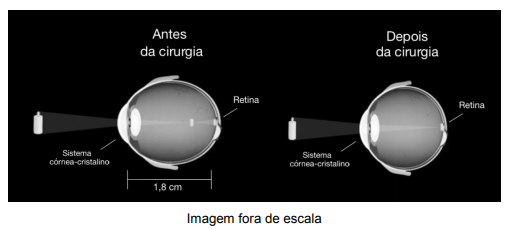 Antes
da cirurgia
Retina
Sistema
córnea-cristalino
1,8 cm
Depois
da cirurgia
Retina
Sistema
córnea-cristalino
Imagem fora de escala